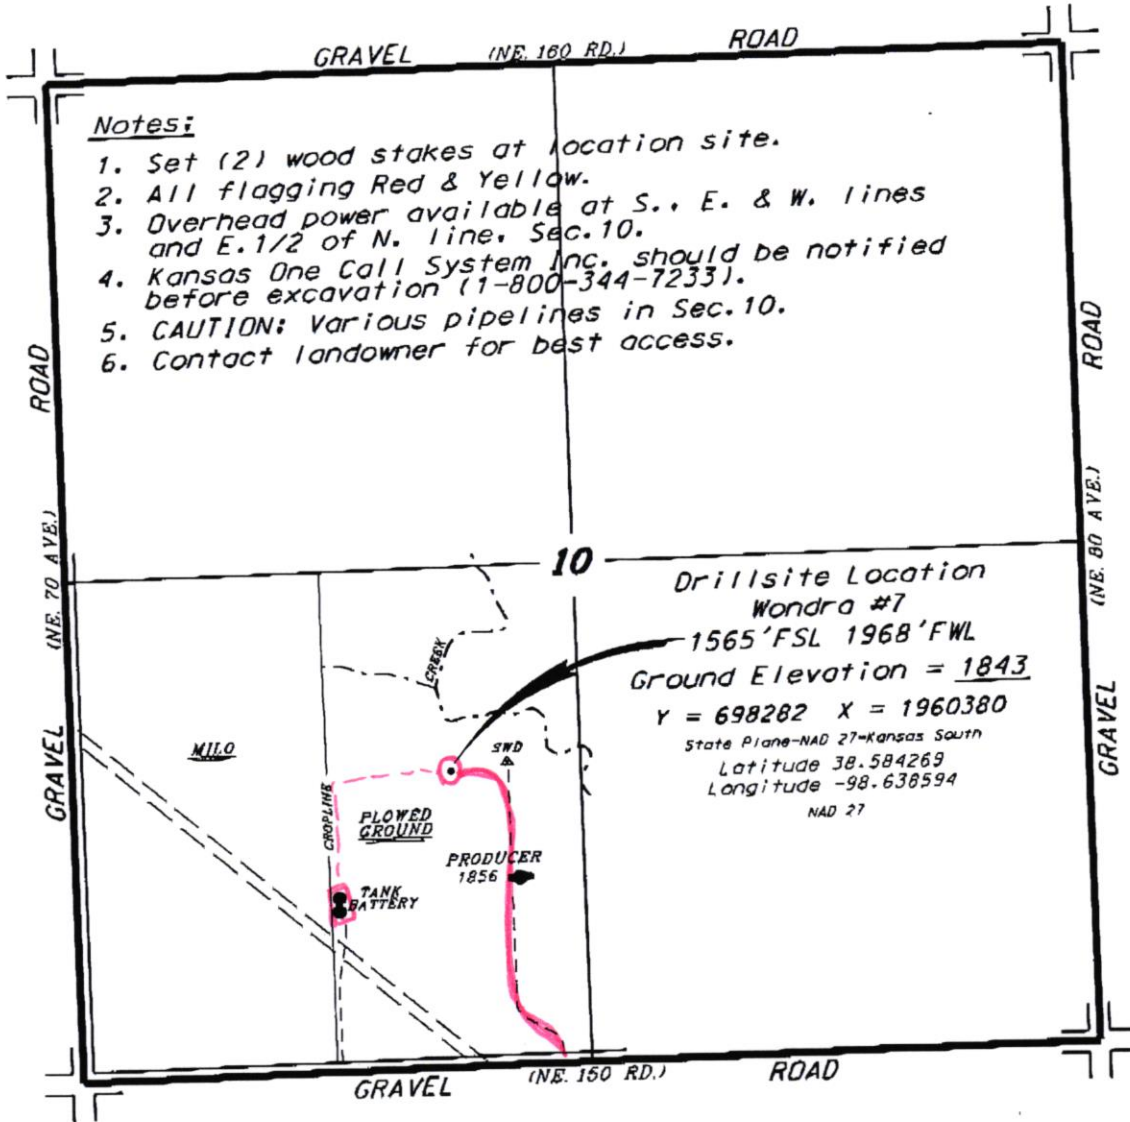 GRAVEL (NE. 160 RD.) ROAD
Notes:
1. Set (2) wood stakes at location site.
2. All flagging Red & Yellow.
3. Overhead power available at S., E. & W. lines
and E.1/2 of N. line, Sec.10.
4. Kansas One Call System Inc. should be notified
before excavation (1-800-344-7233).
5. CAUTION: Various pipelines in Sec.10.
6. Contact landowner for best access.
ROAD
(NE. 70 AVE.)
GRAVEL
ROAD
(NE. 80 AVE.)
GRAVEL
10
Drillsite Location
Wondra #7
1565'FSL 1968'FWL
Ground Elevation = 1843
Y = 698282 X = 1960380
State Plane-NAD 27-Kansas South
Latitude 38.584269
Longitude -98.638594
NAD 27
CREEK
MILO
SWD
CROPLINE
PLOWED
GROUND
PRODUCER
1856
TANK
BATTERY
GRAVEL (NE. 150 RD.) ROAD